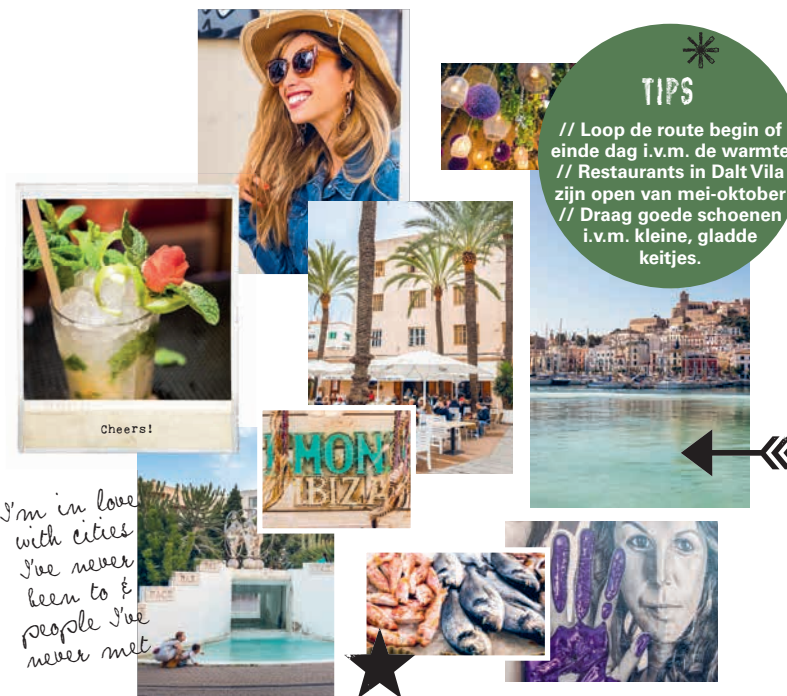 TIPS
// Loop de route begin of
einde dag i.v.m. de warmte
// Restaurants in Dalt Vila
zijn open van mei-oktober
// Draag goede schoenen
i.v.m. kleine, gladde
keitjes.
Cheers!
MON
IBIZA
I'm in love
with cities
I've never
been to &
people I've
never met